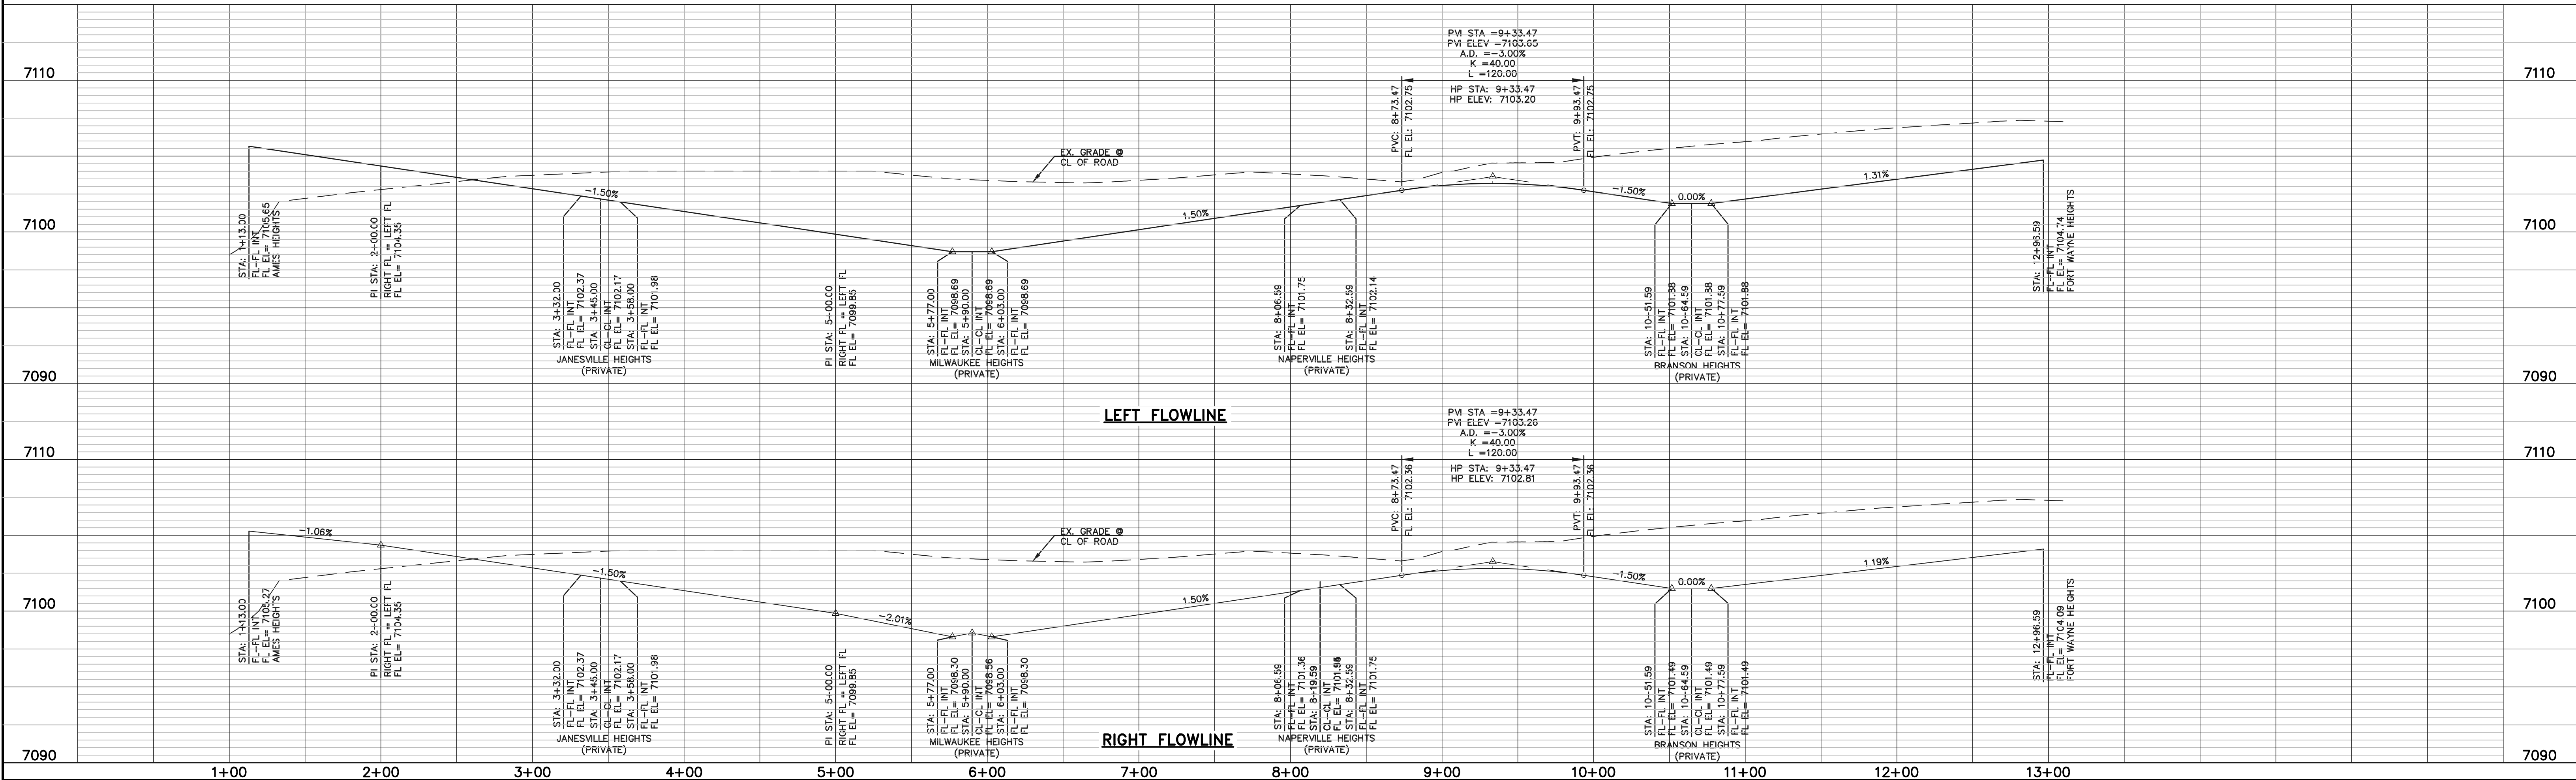 PVI STA =9+33.47
PVI ELEV =7103.65
A.D. =-3.00%
K =40.00
L =120.00
HP STA: 9+33.47
HP ELEV: 7103.20
PVC: 8+73.47
FL EL: 7102.75
PVT: 9+93.47
FL EL: 7102.75
7110
7110
7100
7100
7090
7090
EX. GRADE @
CL OF ROAD
-1.50%
1.50%
-1.50%
0.00%
1.31%
STA: 1+13.00
FL-FL INT
FL EL= 7105.65
AMES HEIGHTS
PI STA: 2+00.00
RIGHT FL = LEFT FL
FL EL= 7104.35
STA: 3+32.00
FL-FL INT
FL EL= 7102.37
STA: 3+45.00
CL-CL INT
FL EL= 7102.17
STA: 3+58.00
FL-FL INT
FL EL= 7101.98
JANESVILLE HEIGHTS
(PRIVATE)
PI STA: 5+00.00
RIGHT FL = LEFT FL
FL EL= 7099.85
STA: 5+77.00
FL-FL INT
FL EL= 7098.69
STA: 5+90.00
CL-CL INT
FL EL= 7098.69
STA: 6+03.00
FL-FL INT
FL EL= 7098.69
MILWAUKEE HEIGHTS
(PRIVATE)
STA: 8+06.59
FL-FL INT
FL EL= 7101.75
STA: 8+32.59
FL-FL INT
FL EL= 7102.14
NAPERVILLE HEIGHTS
(PRIVATE)
STA: 10+51.59
FL-FL INT
FL EL= 7101.88
STA: 10+64.59
CL-CL INT
FL EL= 7101.88
STA: 10+77.59
FL-FL INT
FL EL= 7101.88
BRANSON HEIGHTS
(PRIVATE)
STA: 12+96.59
FL-FL INT
FL EL= 7104.74
FORT WAYNE HEIGHTS
LEFT FLOWLINE
PVI STA =9+33.47
PVI ELEV =7103.26
A.D. =-3.00%
K =40.00
L =120.00
HP STA: 9+33.47
HP ELEV: 7102.81
PVC: 8+73.47
FL EL: 7102.36
PVT: 9+93.47
FL EL: 7102.36
7110
7110
7100
7100
7090
7090
EX. GRADE @
CL OF ROAD
-1.06%
-1.50%
-2.01%
1.50%
-1.50%
0.00%
1.19%
STA: 1+13.00
FL-FL INT
FL EL= 7105.27
AMES HEIGHTS
PI STA: 2+00.00
RIGHT FL = LEFT FL
FL EL= 7104.35
STA: 3+32.00
FL-FL INT
FL EL= 7102.37
STA: 3+45.00
CL-CL INT
FL EL= 7102.17
STA: 3+58.00
FL-FL INT
FL EL= 7101.98
JANESVILLE HEIGHTS
(PRIVATE)
PI STA: 5+00.00
RIGHT FL = LEFT FL
FL EL= 7099.85
STA: 5+77.00
FL-FL INT
FL EL= 7098.30
STA: 5+90.00
CL-CL INT
FL EL= 7098.56
STA: 6+03.00
FL-FL INT
FL EL= 7098.30
MILWAUKEE HEIGHTS
(PRIVATE)
STA: 8+06.59
FL-FL INT
FL EL= 7101.36
STA: 8+19.59
CL-CL INT
FL EL=
STA: 8+32.59
FL-FL INT
FL EL= 7101.75
NAPERVILLE HEIGHTS
(PRIVATE)
STA: 10+51.59
FL-FL INT
FL EL= 7101.49
STA: 10+64.59
CL-CL INT
FL EL= 7101.49
STA: 10+77.59
FL-FL INT
FL EL= 7101.49
BRANSON HEIGHTS
(PRIVATE)
STA: 12+96.59
FL-FL INT
FL EL= 7104.09
FORT WAYNE HEIGHTS
RIGHT FLOWLINE
1+00
2+00
3+00
4+00
5+00
6+00
7+00
8+00
9+00
10+00
11+00
12+00
13+00